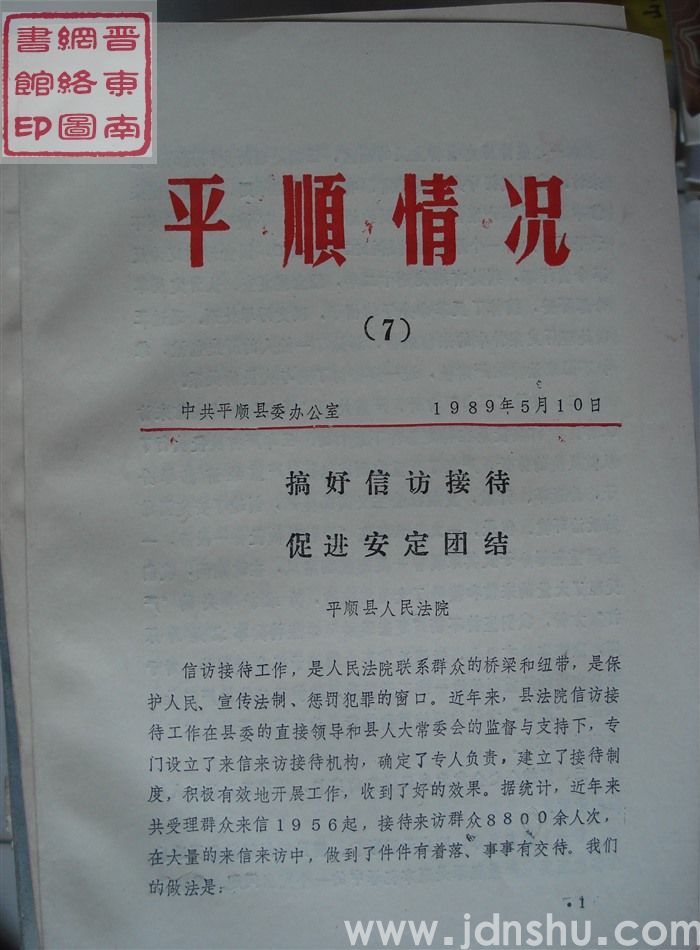 晋东南
網絡圖
書館印
平順情况
（7）
中共平顺县委办公室 1989年5月10日
搞好信访接待
促进安定团结
平顺县人民法院
信访接待工作，是人民法院联系群众的桥梁和纽带，是保
护人民、宣传法制、惩罚犯罪的窗口。近年来，县法院信访接
待工作在县委的直接领导和县人大常委会的监督与支持下，专
门设立了来信来访接待机构，确定了专人负责，建立了接待制
度，积极有效地开展工作，收到了好的效果。据统计，近年来
共受理群众来信1956起，接待来访群众8800余人次，
在大量的来信来访中，做到了件件有着落、事事有交待。我们
的做法是：
·1
www.jdnshu.com